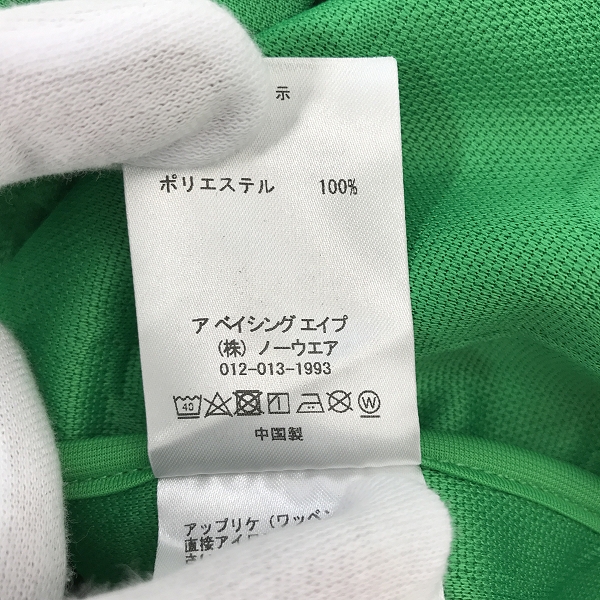 示
ポリエステル 100%
ア ベイシング エイプ
(株) ノーウエア
012-013-1993
40
W
中国製
アップリケ (ワッペン
直接アイ